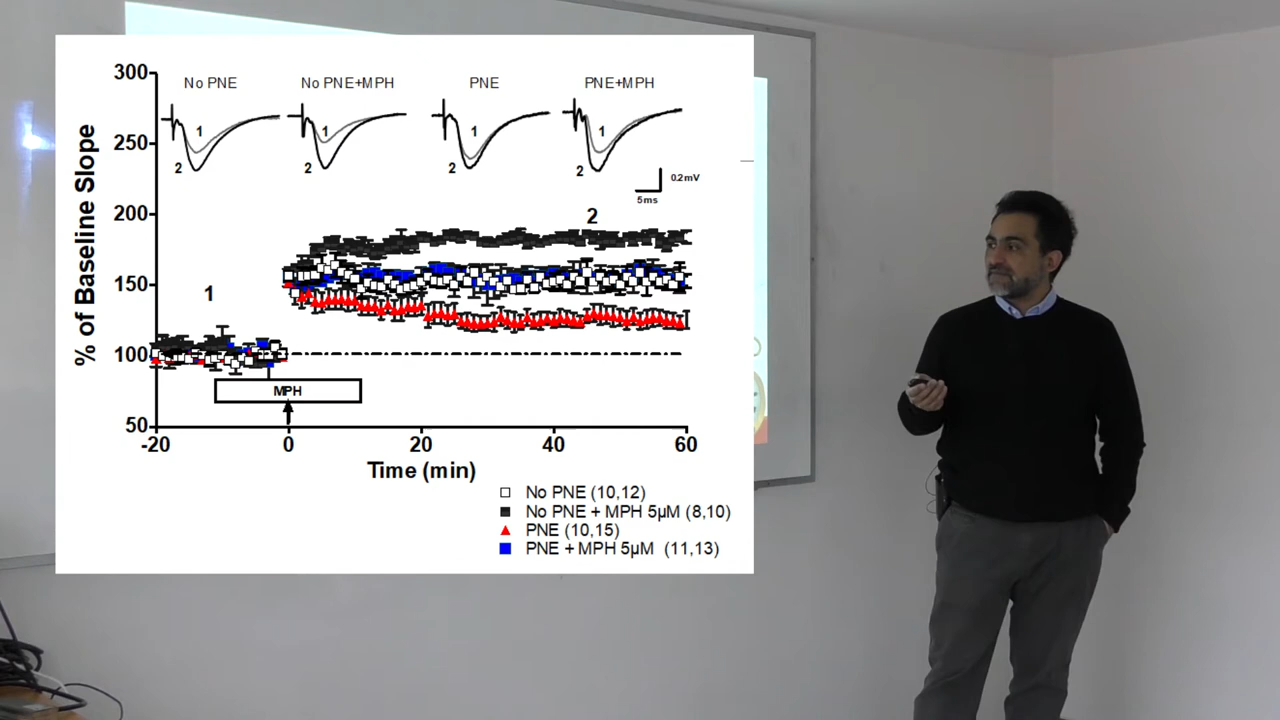 No PNE
No PNE+MPH
PNE
PNE+MPH
1
2
1
2
1
2
1
2
0.2mV
5ms
300
250
200
150
100
50
% of Baseline Slope
1
2
MPH
-20
0
20
40
60
Time (min)
No PNE (10,12)
No PNE + MPH 5µM (8,10)
PNE (10,15)
PNE + MPH 5µM (11,13)